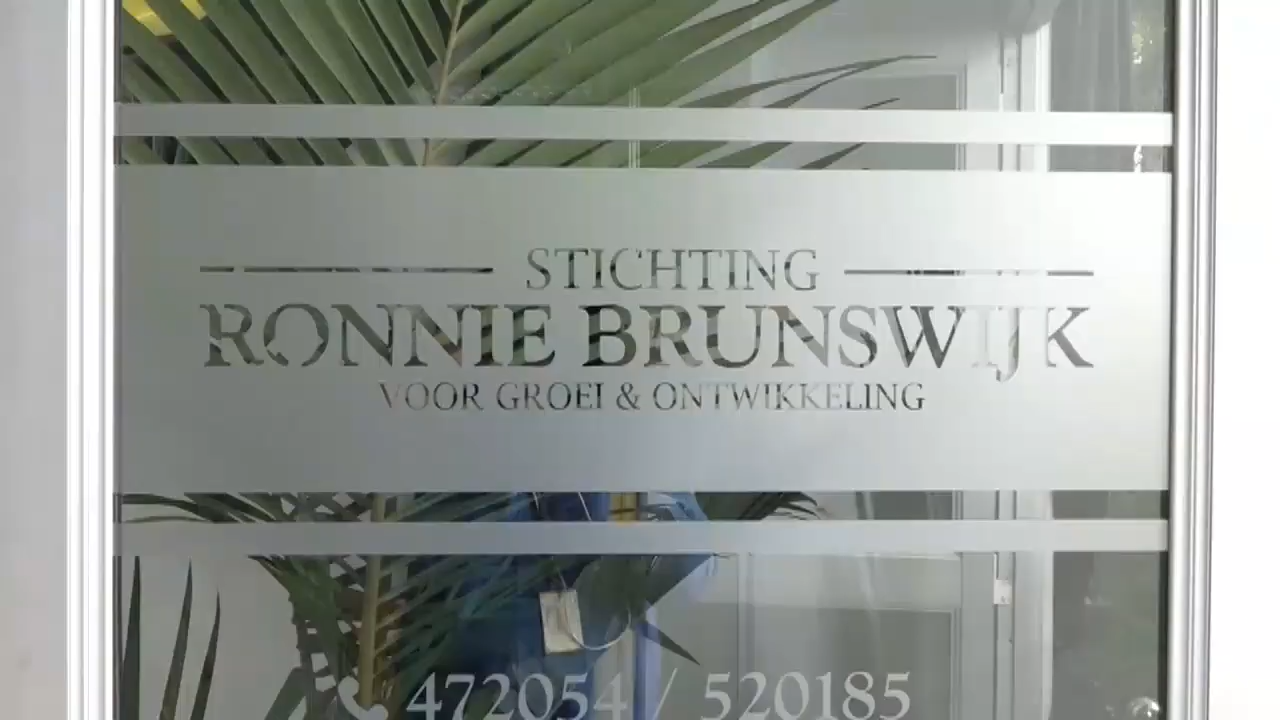 STICHTING
RONNIE BRUNSWIJK
VOOR GROEI & ONTWIKKELING
472054 / 520185